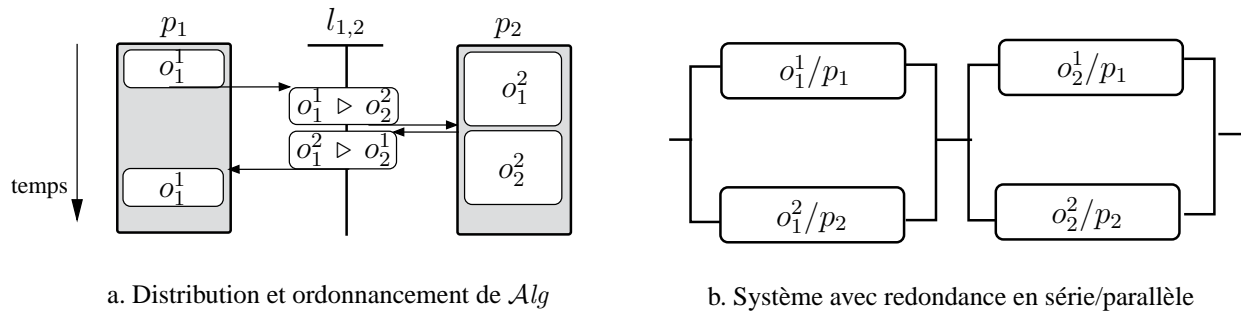 p₁
l₁,₂
p₂
temps
o₁¹
o₁¹ ▷ o₂²
o₁² ▷ o₂¹
o₁¹
o₁²
o₂²
a. Distribution et ordonnancement de 𝒜lg
o₁¹/p₁
o₂¹/p₁
o₁²/p₂
o₂²/p₂
b. Système avec redondance en série/parallèle